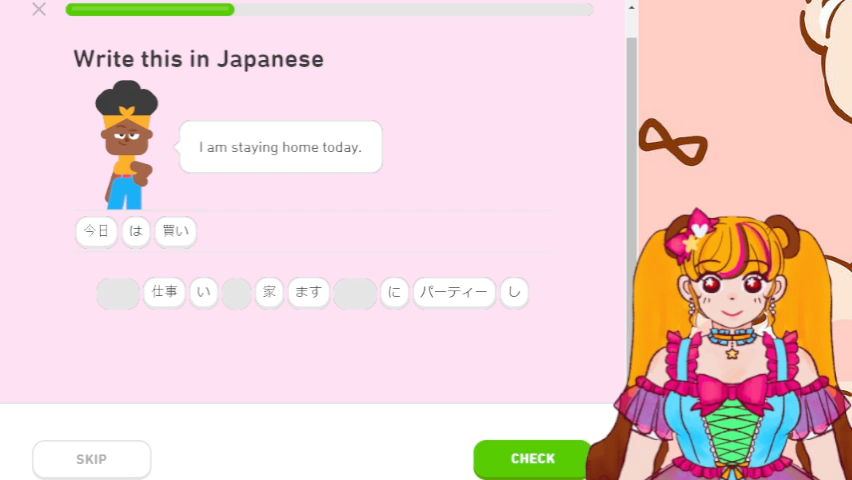 Write this in Japanese
I am staying home today.
今日 は 買い
仕事 い 家 ます に パーティー し
SKIP
CHECK